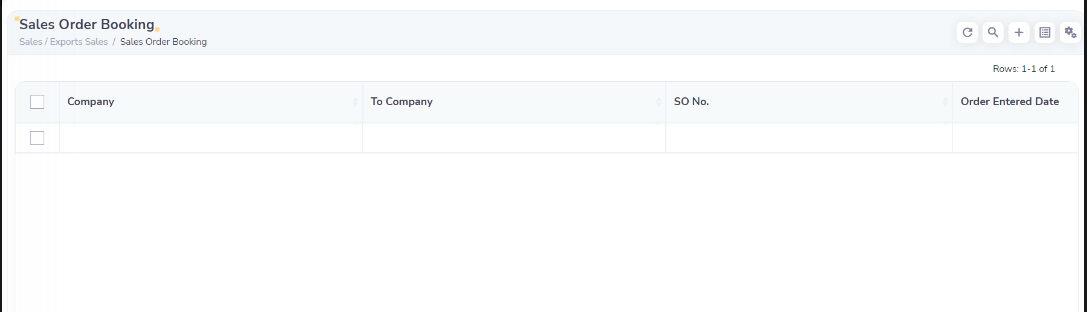 Sales Order Booking
Sales / Exports Sales / Sales Order Booking
Rows: 1-1 of 1
Company To Company SO No. Order Entered Date